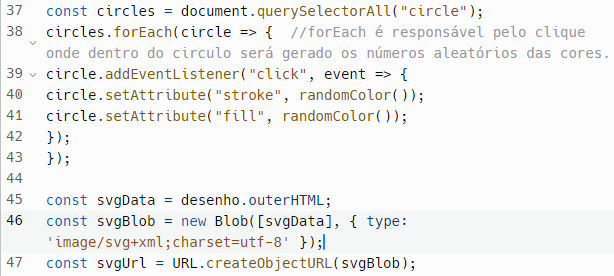 37 const circles = document.querySelectorAll("circle");
38 circles.forEach(circle => {  //forEach é responsável pelo clique
onde dentro do circulo será gerado os números aleatórios das cores.
39 circle.addEventListener("click", event => {
40 circle.setAttribute("stroke", randomColor());
41 circle.setAttribute("fill", randomColor());
42 });
43 });
44
45 const svgData = desenho.outerHTML;
46 const svgBlob = new Blob([svgData], { type:
'image/svg+xml;charset=utf-8' });
47 const svgUrl = URL.createObjectURL(svgBlob);